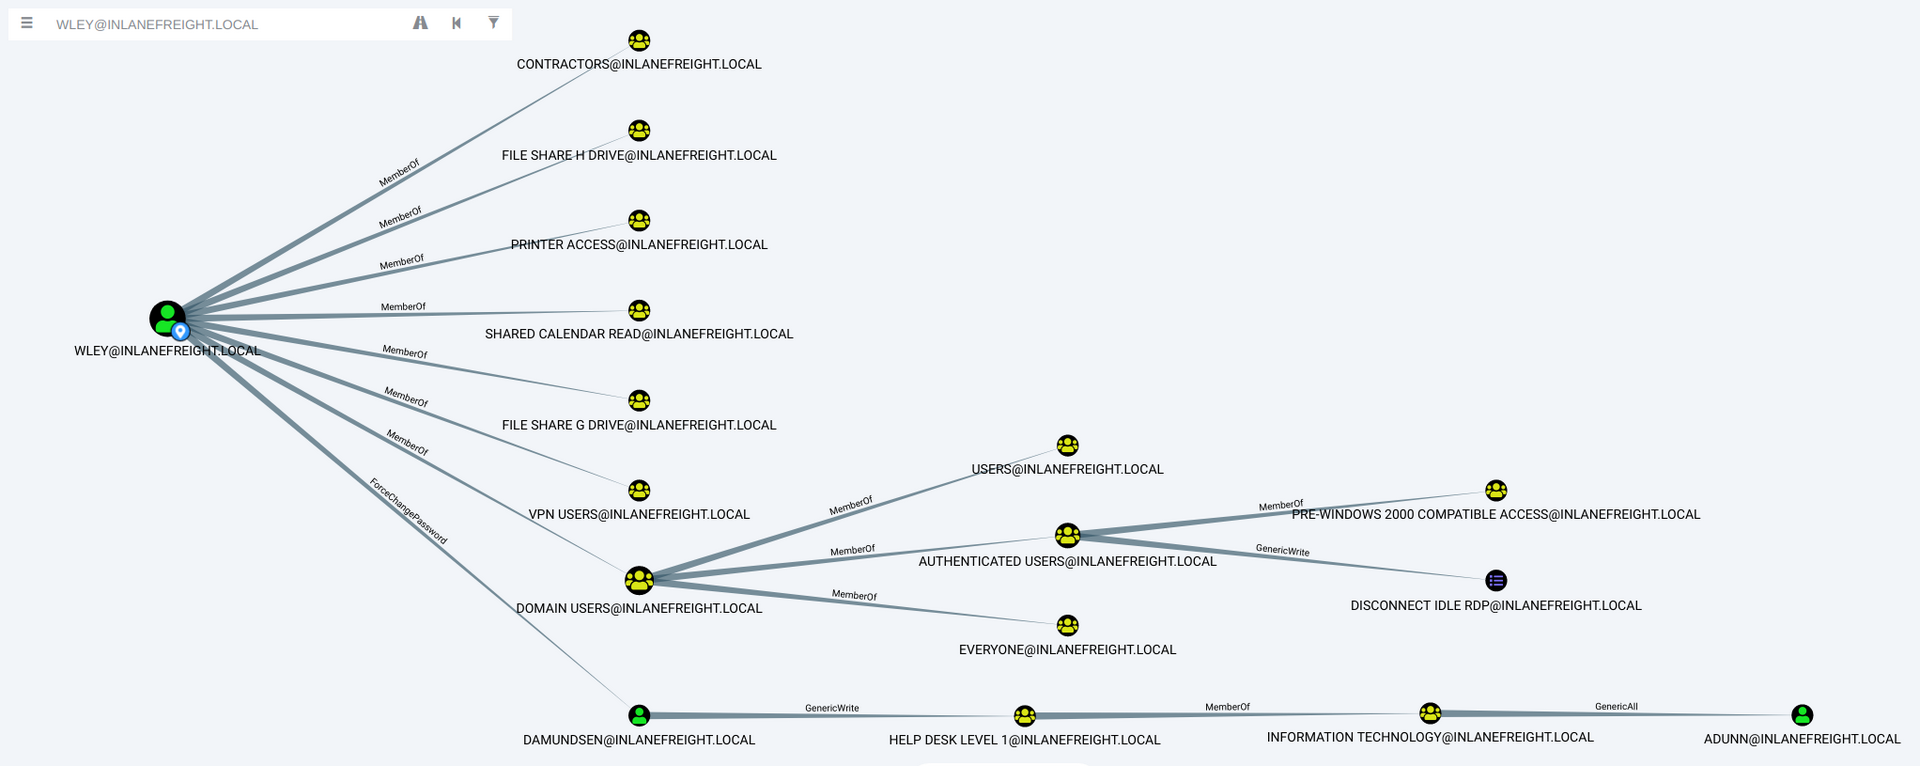 WLEY@INLANEFREIGHT.LOCAL
CONTRACTORS@INLANEFREIGHT.LOCAL
MemberOf
FILE SHARE H DRIVE@INLANEFREIGHT.LOCAL
MemberOf
PRINTER ACCESS@INLANEFREIGHT.LOCAL
MemberOf
MemberOf
SHARED CALENDAR READ@INLANEFREIGHT.LOCAL
WLEY@INLANEFREIGHT.LOCAL
MemberOf
FILE SHARE G DRIVE@INLANEFREIGHT.LOCAL
MemberOf
MemberOf
VPN USERS@INLANEFREIGHT.LOCAL
ForceChangePassword
DOMAIN USERS@INLANEFREIGHT.LOCAL
USERS@INLANEFREIGHT.LOCAL
MemberOf
MemberOf
AUTHENTICATED USERS@INLANEFREIGHT.LOCAL
MemberOf
EVERYONE@INLANEFREIGHT.LOCAL
MemberOf
PRE-WINDOWS 2000 COMPATIBLE ACCESS@INLANEFREIGHT.LOCAL
GenericWrite
DISCONNECT IDLE RDP@INLANEFREIGHT.LOCAL
DAMUNDSEN@INLANEFREIGHT.LOCAL
GenericWrite
HELP DESK LEVEL 1@INLANEFREIGHT.LOCAL
MemberOf
INFORMATION TECHNOLOGY@INLANEFREIGHT.LOCAL
GenericAll
ADUNN@INLANEFREIGHT.LOCAL